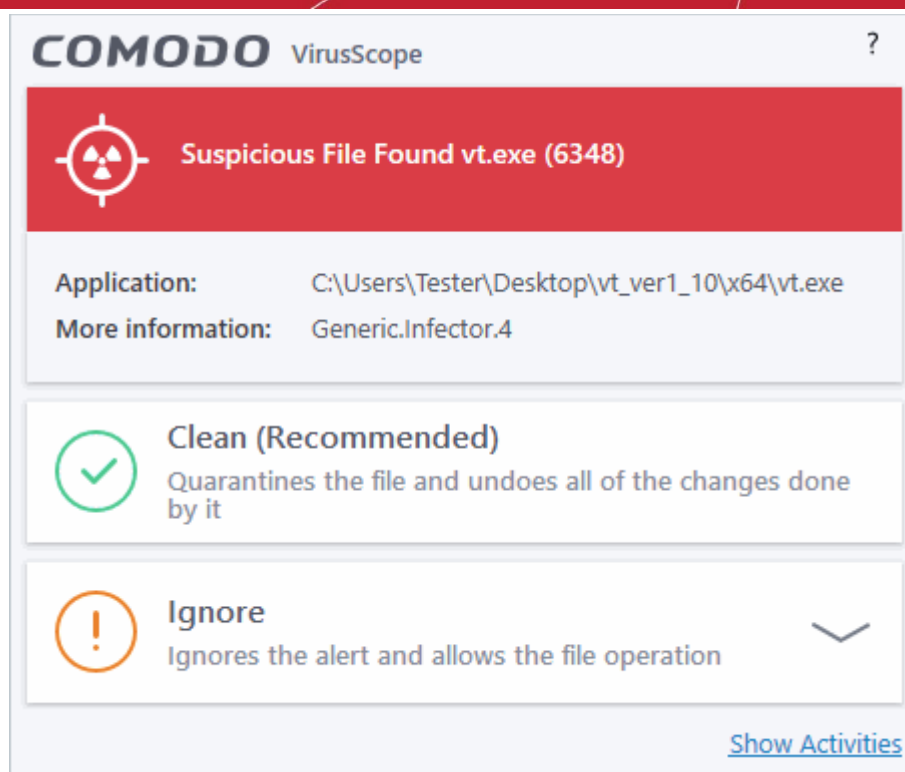 COMODO VirusScope ?
Suspicious File Found vt.exe (6348)
Application: C:\Users\Tester\Desktop\vt_ver1_10\x64\vt.exe
More information: Generic.Infector.4
Clean (Recommended)
Quarantines the file and undoes all of the changes done
by it
!
Ignore
Ignores the alert and allows the file operation
Show Activities